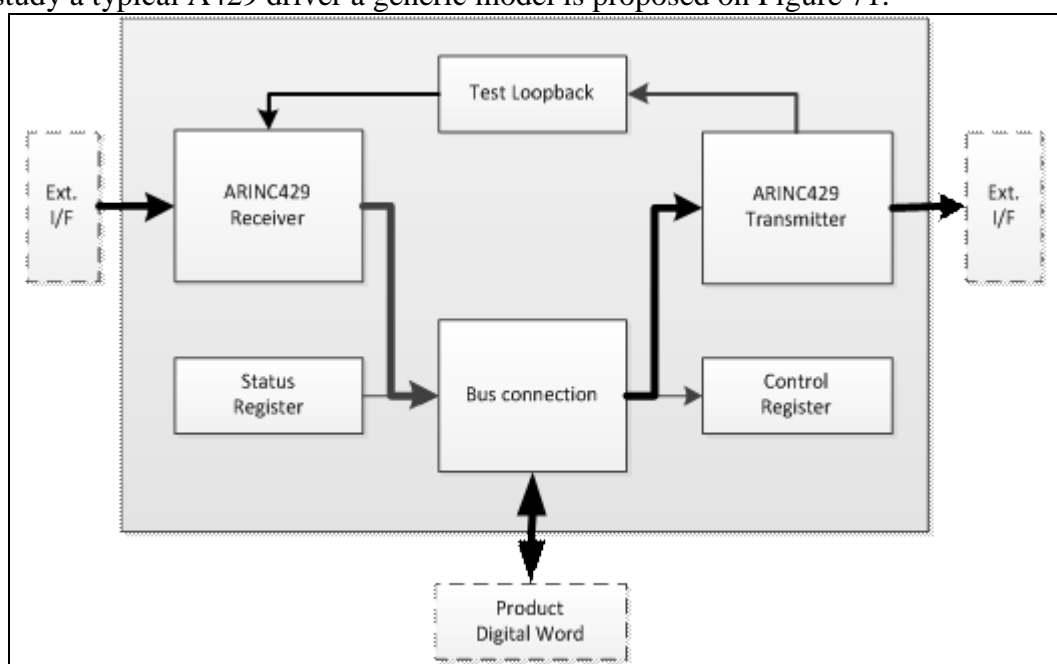 study a typical A429 driver a generic model is proposed on Figure 71.
Test Loopback
Ext.
I/F
ARINC429
Receiver
ARINC429
Transmitter
Ext.
I/F
Status
Register
Bus connection
Control
Register
Product
Digital Word